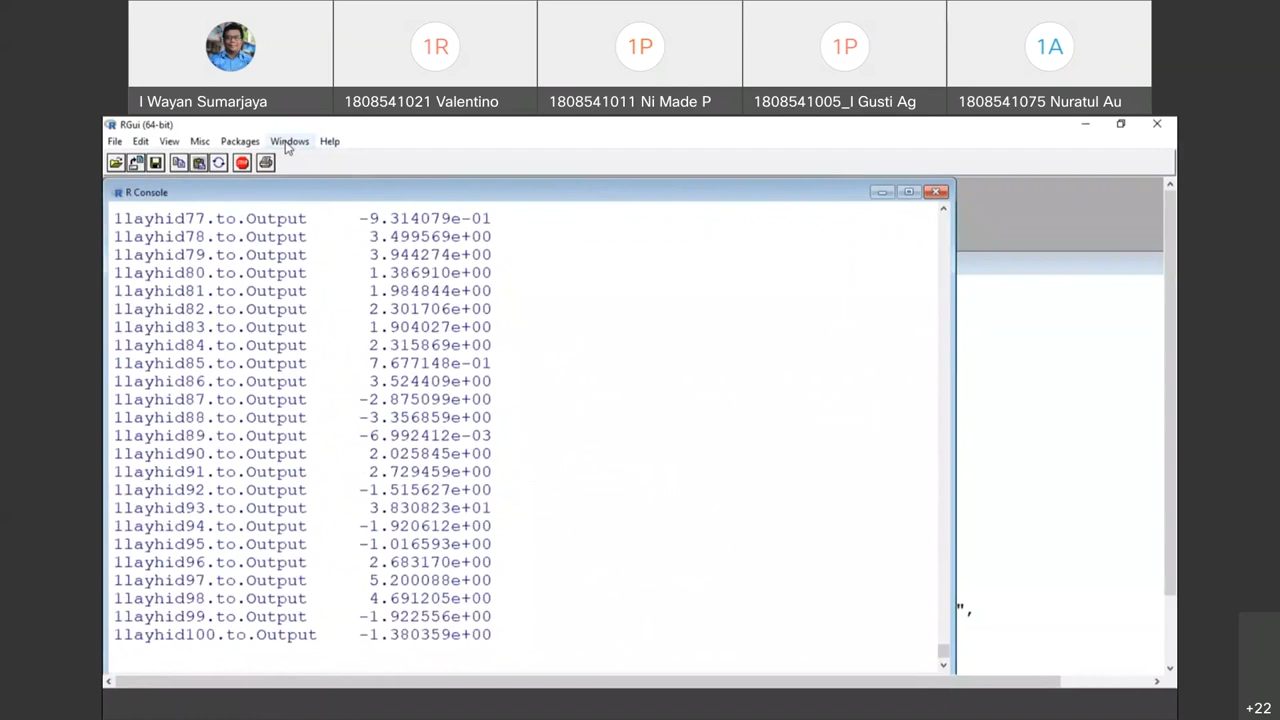 1R
1P
1P
1A
I Wayan Sumarjaya
1808541021 Valentino
1808541011 Ni Made P
1808541005_I Gusti Ag
1808541075 Nuratul Au
RGui (64-bit)
File Edit View Misc Packages Windows Help
STOP
R Console
1layhid77.to.Output -9.314079e-01
1layhid78.to.Output 3.499569e+00
1layhid79.to.Output 3.944274e+00
1layhid80.to.Output 1.386910e+00
1layhid81.to.Output 1.984844e+00
1layhid82.to.Output 2.301706e+00
1layhid83.to.Output 1.904027e+00
1layhid84.to.Output 2.315869e+00
1layhid85.to.Output 7.677148e-01
1layhid86.to.Output 3.524409e+00
1layhid87.to.Output -2.875099e+00
1layhid88.to.Output -3.356859e+00
1layhid89.to.Output -6.992412e-03
1layhid90.to.Output 2.025845e+00
1layhid91.to.Output 2.729459e+00
1layhid92.to.Output -1.515627e+00
1layhid93.to.Output 3.830823e+01
1layhid94.to.Output -1.920612e+00
1layhid95.to.Output -1.016593e+00
1layhid96.to.Output 2.683170e+00
1layhid97.to.Output 5.200088e+00
1layhid98.to.Output 4.691205e+00
1layhid99.to.Output -1.922556e+00
1layhid100.to.Output -1.380359e+00
",
+22